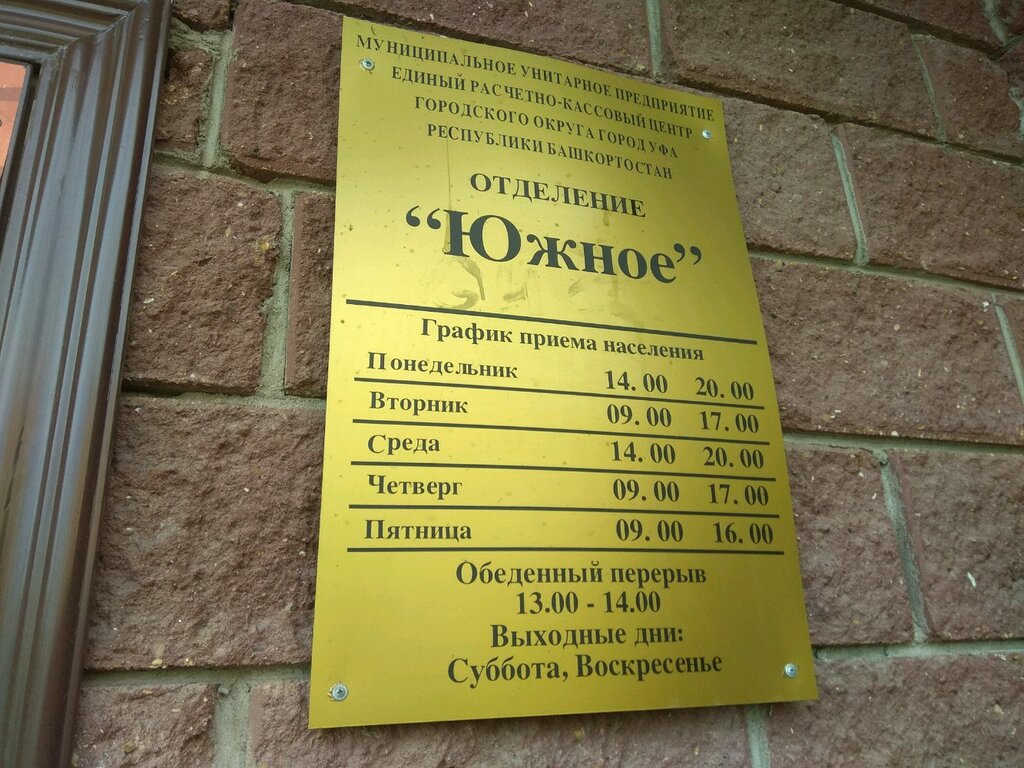 МУНИЦИПАЛЬНОЕ УНИТАРНОЕ ПРЕДПРИЯТИЕ
ЕДИНЫЙ РАСЧЕТНО-КАССОВЫЙ ЦЕНТР
ГОРОДСКОГО ОКРУГА ГОРОД УФА
РЕСПУБЛИКИ БАШКОРТОСТАН
ОТДЕЛЕНИЕ
“Южное”
График приема населения
Понедельник 14.00 20.00
Вторник 09.00 17.00
Среда 14.00 20.00
Четверг 09.00 17.00
Пятница 09.00 16.00
Обеденный перерыв
13.00 - 14.00
Выходные дни:
Суббота, Воскресенье